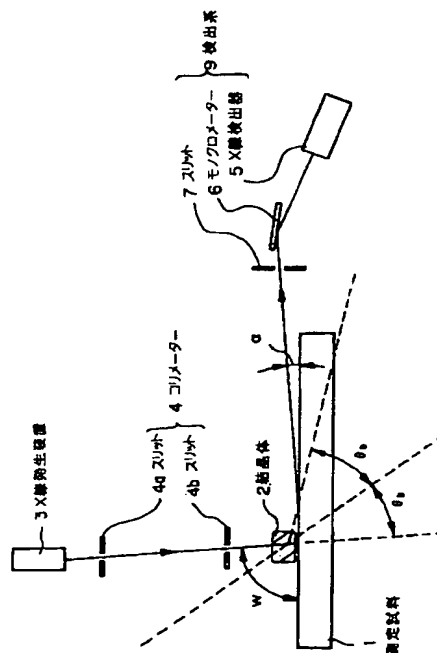 3 X線発生装置
4a スリット
4b スリット
4 コリメーター
2.結晶体
W
α
θb
θb
1
測定試料
7 スリット
6 モノクロメーター
5 X線検出器
9 検出系